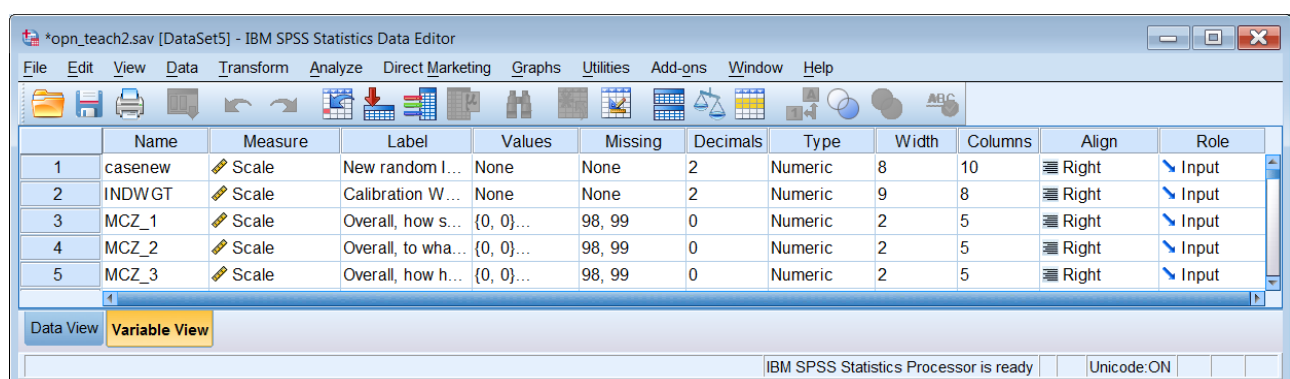 *opn_teach2.sav [DataSet5] - IBM SPSS Statistics Data Editor
File Edit View Data Transform Analyze Direct Marketing Graphs Utilities Add-ons Window Help
Name Measure Label Values Missing Decimals Type Width Columns Align Role
1 casenew Scale New random I... None None 2 Numeric 8 10 Right Input
2 INDWGT Scale Calibration W... None None 2 Numeric 9 8 Right Input
3 MCZ_1 Scale Overall, how s... {0, 0}... 98, 99 0 Numeric 2 5 Right Input
4 MCZ_2 Scale Overall, to wha... {0, 0}... 98, 99 0 Numeric 2 5 Right Input
5 MCZ_3 Scale Overall, how h... {0, 0}... 98, 99 0 Numeric 2 5 Right Input
Data View Variable View
IBM SPSS Statistics Processor is ready Unicode:ON